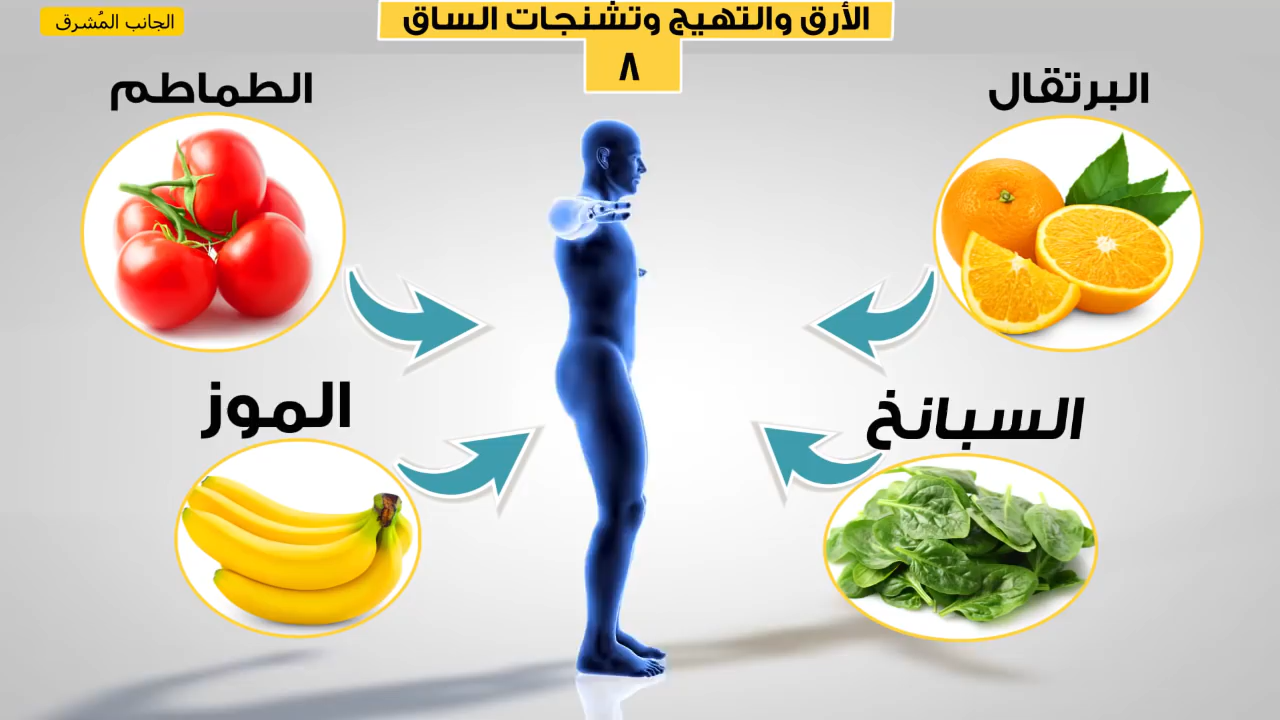 الجانب المُشرق
الأرق والتهيج وتشنجات الساق
٨
البرتقال
الطماطم
السبانخ
الموز